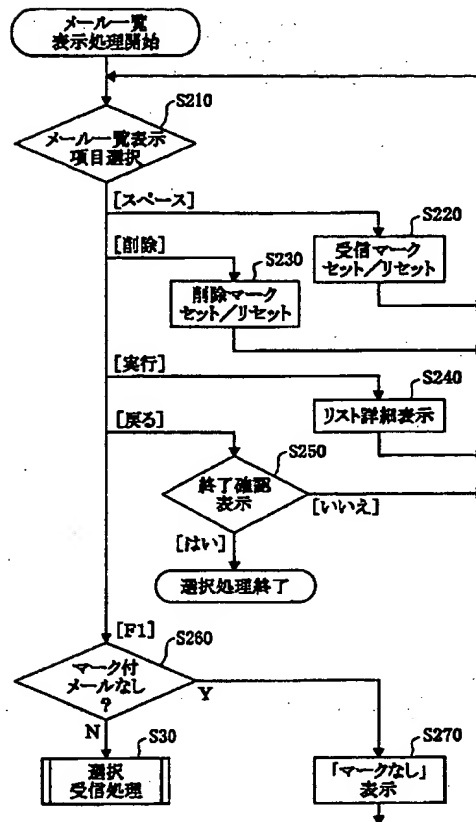 メール一覧
表示処理開始
S210
メール一覧表示
項目選択
[スペース]
S220
受信マーク
セット／リセット
[削除]
S230
削除マーク
セット／リセット
[実行]
S240
リスト詳細表示
[戻る]
S250
終了確認
表示
[いいえ]
[はい]
選択処理終了
[F1]
S260
マーク付
メールなし
?
Y
N
S30
選択
受信処理
S270
「マークなし」
表示